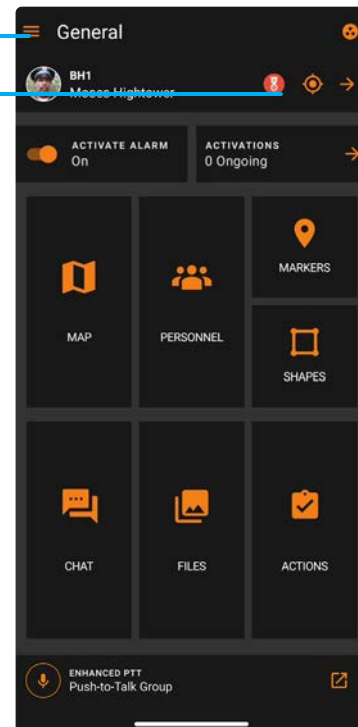 General
BH1
Moses Hightower
ACTIVATE ALARM
On
ACTIVATIONS
0 Ongoing
MAP
PERSONNEL
MARKERS
SHAPES
CHAT
FILES
ACTIONS
ENHANCED PTT
Push-to-Talk Group